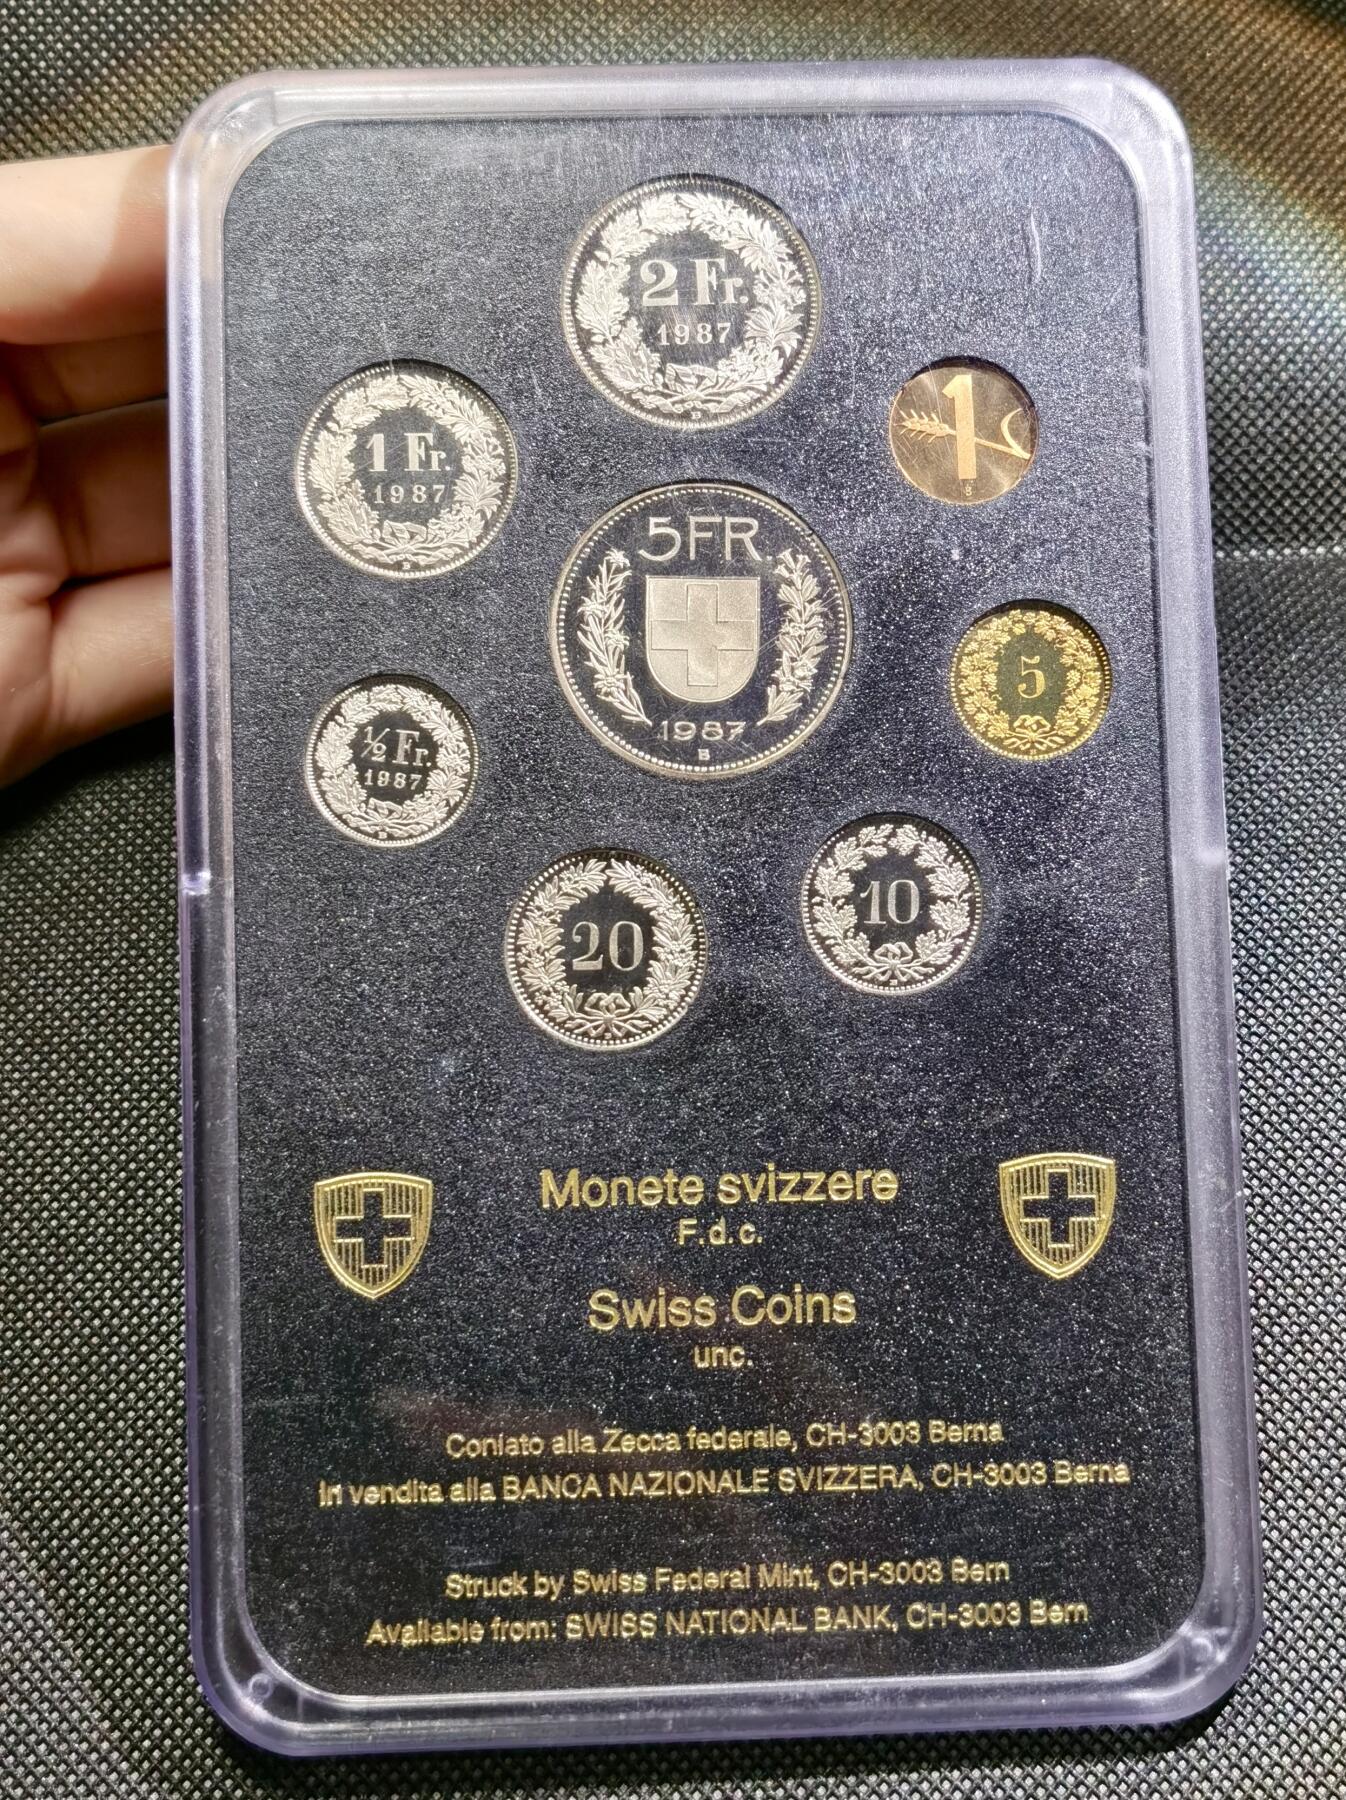 2 Fr.
1987
B
1 Fr.
1987
B
1
B
5 FR.
1987
B
5
½ Fr.
1987
B
10
B
20
B
Monete svizzere
F.d.c.
Swiss Coins
unc.
Coniato alla Zecca federale, CH-3003 Berna
In vendita alla BANCA NAZIONALE SVIZZERA, CH-3003 Berna
Struck by Swiss Federal Mint, CH-3003 Bern
Available from: SWISS NATIONAL BANK, CH-3003 Bern